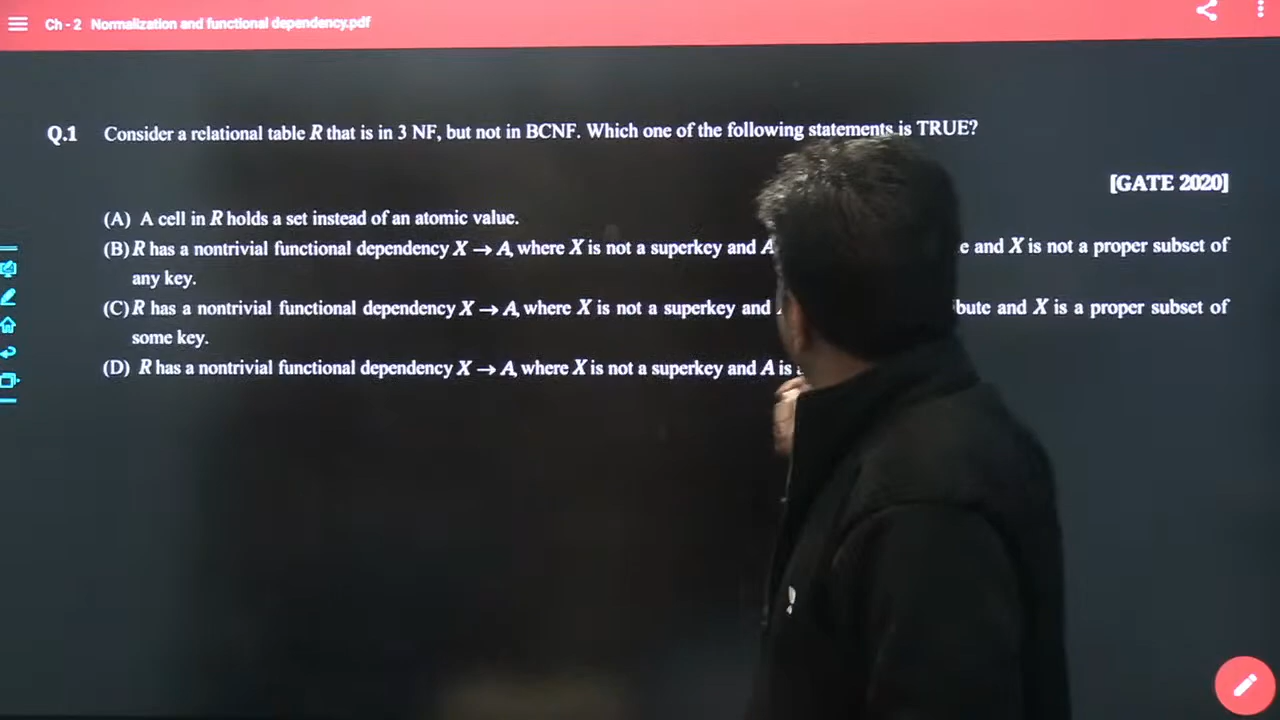 Ch - 2 Normalization and functional dependency.pdf
Q.1 Consider a relational table R that is in 3 NF, but not in BCNF. Which one of the following statements is TRUE?
[GATE 2020]
(A) A cell in R holds a set instead of an atomic value.
(B) R has a nontrivial functional dependency X → A, where X is not a superkey and A e and X is not a proper subset of
any key.
(C) R has a nontrivial functional dependency X → A, where X is not a superkey and bute and X is a proper subset of
some key.
(D) R has a nontrivial functional dependency X → A, where X is not a superkey and A is